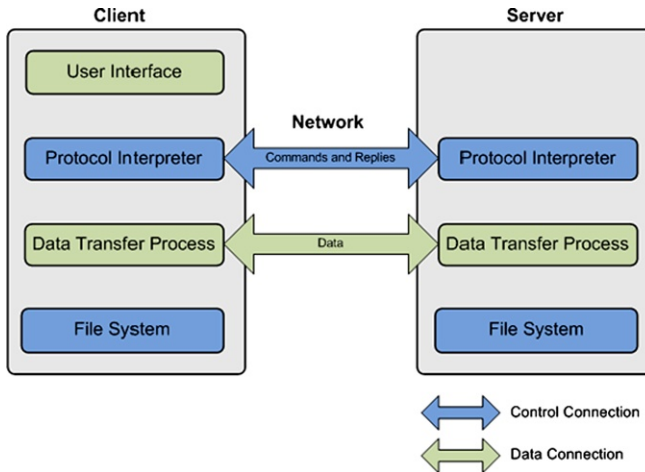 Client
Server
User Interface
Network
Protocol Interpreter
Commands and Replies
Protocol Interpreter
Data Transfer Process
Data
Data Transfer Process
File System
File System
Control Connection
Data Connection